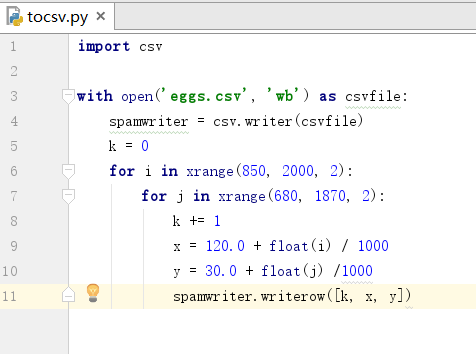 tocsv.py
1 import csv
2
3 with open('eggs.csv', 'wb') as csvfile:
4     spamwriter = csv.writer(csvfile)
5     k = 0
6     for i in xrange(850, 2000, 2):
7         for j in xrange(680, 1870, 2):
8             k += 1
9             x = 120.0 + float(i) / 1000
10             y = 30.0 + float(j) /1000
11             spamwriter.writerow([k, x, y])